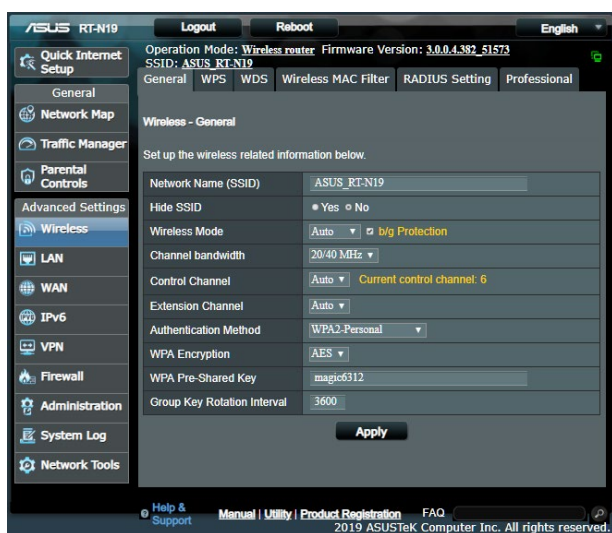 ASUS RT-N19 Logout Reboot English
Quick Internet Setup
Operation Mode: Wireless router Firmware Version: 3.0.0.4.382_51573
SSID: ASUS_RT-N19
General WPS WDS Wireless MAC Filter RADIUS Setting Professional
General
Network Map
Traffic Manager
Parental Controls
Advanced Settings
Wireless
LAN
WAN
IPv6
VPN
Firewall
Administration
System Log
Network Tools
Wireless - General
Set up the wireless related information below.
Network Name (SSID) ASUS_RT-N19
Hide SSID Yes No
Wireless Mode Auto b/g Protection
Channel bandwidth 20/40 MHz
Control Channel Auto Current control channel: 6
Extension Channel Auto
Authentication Method WPA2-Personal
WPA Encryption AES
WPA Pre-Shared Key magic6312
Group Key Rotation Interval 3600
Apply
Help & Support Manual | Utility | Product Registration FAQ
2019 ASUSTeK Computer Inc. All rights reserved.